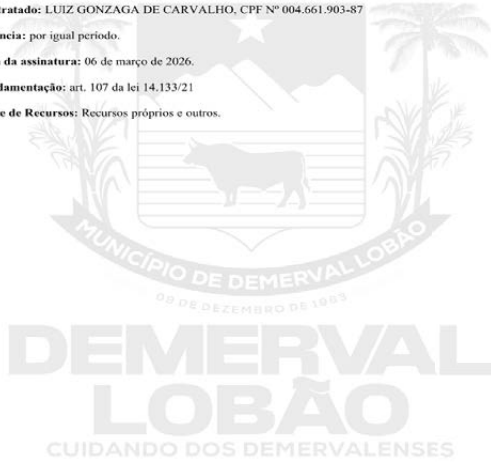 tratado: LUIZ GONZAGA DE CARVALHO, CPF Nº 004.661.903-87
ncia: por igual período.
a da assinatura: 06 de março de 2026.
damentação: art. 107 da lei 14.133/21
e de Recursos: Recursos próprios e outros.
MUNICÍPIO DE DEMERVAL LOBÃO
09 DE DEZEMBRO DE 1963
DEMERVAL
LOBÃO
CUIDANDO DOS DEMERVALENSES